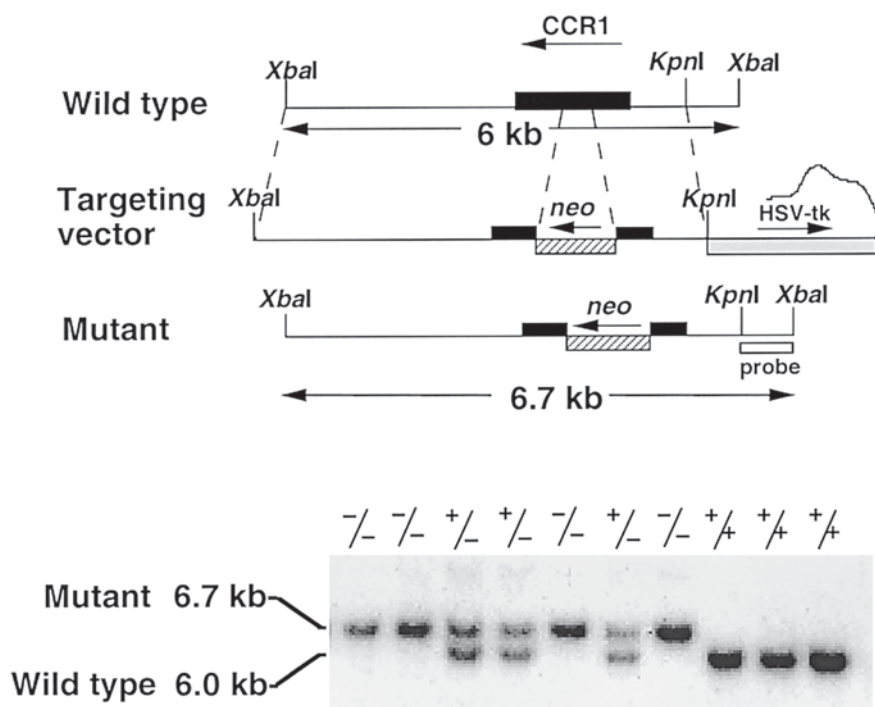 CCR1
XbaI KpnI XbaI
Wild type
6 kb
Targeting vector
XbaI neo KpnI HSV-tk
XbaI neo KpnI XbaI
Mutant
probe
6.7 kb
-/- -/- +/- +/- -/- +/- -/- +/+ +/+ +/+
Mutant 6.7 kb
Wild type 6.0 kb